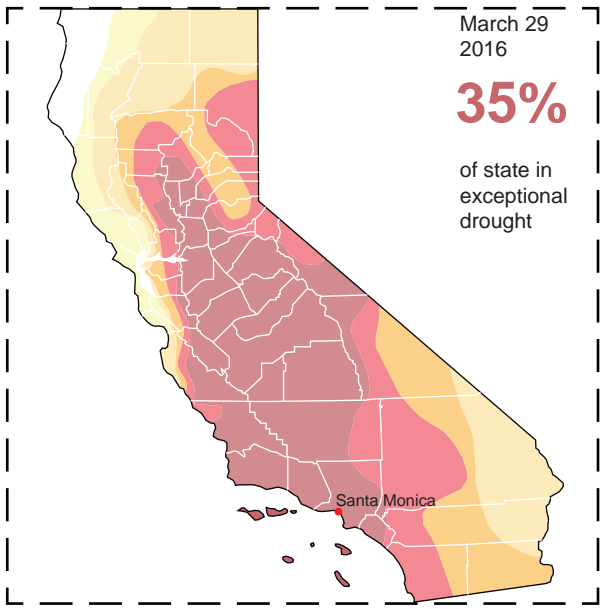 March 29
2016
35%
of state in
exceptional
drought
Santa Monica